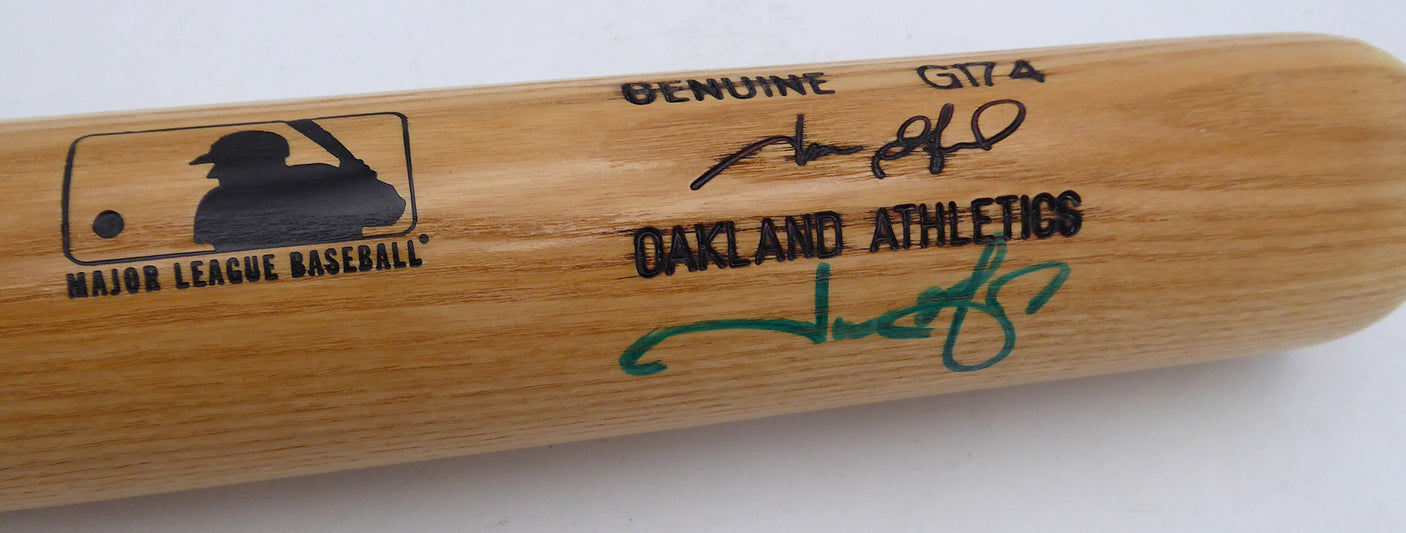 MAJOR LEAGUE BASEBALL
GENUINE G174
OAKLAND ATHLETICS